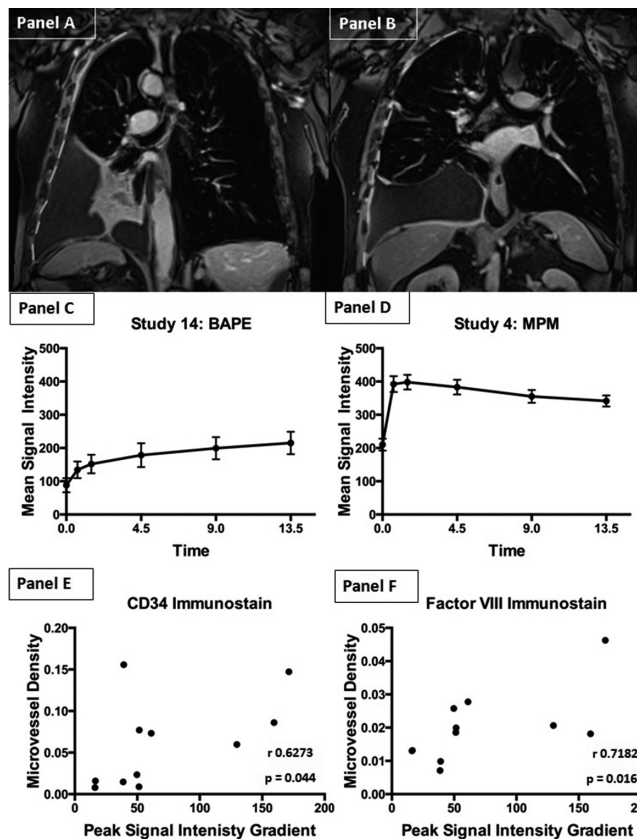 Panel A
Panel B
Panel C
Study 14: BAPE
Mean Signal Intensity
500
400
300
200
100
0
0.0
4.5
9.0
13.5
Time
Panel D
Study 4: MPM
Mean Signal Intensity
500
400
300
200
100
0
0.0
4.5
9.0
13.5
Time
Panel E
CD34 Immunostain
Microvessel Density
0.20
0.15
0.10
0.05
0.00
0
50
100
150
200
r 0.6273
p = 0.044
Peak Signal Intenisty Gradient
Panel F
Factor VIII Immunostain
Microvessel Density
0.05
0.04
0.03
0.02
0.01
0.00
0
50
100
150
r 0.7182
p = 0.016
Peak Signal Intensity Gradient